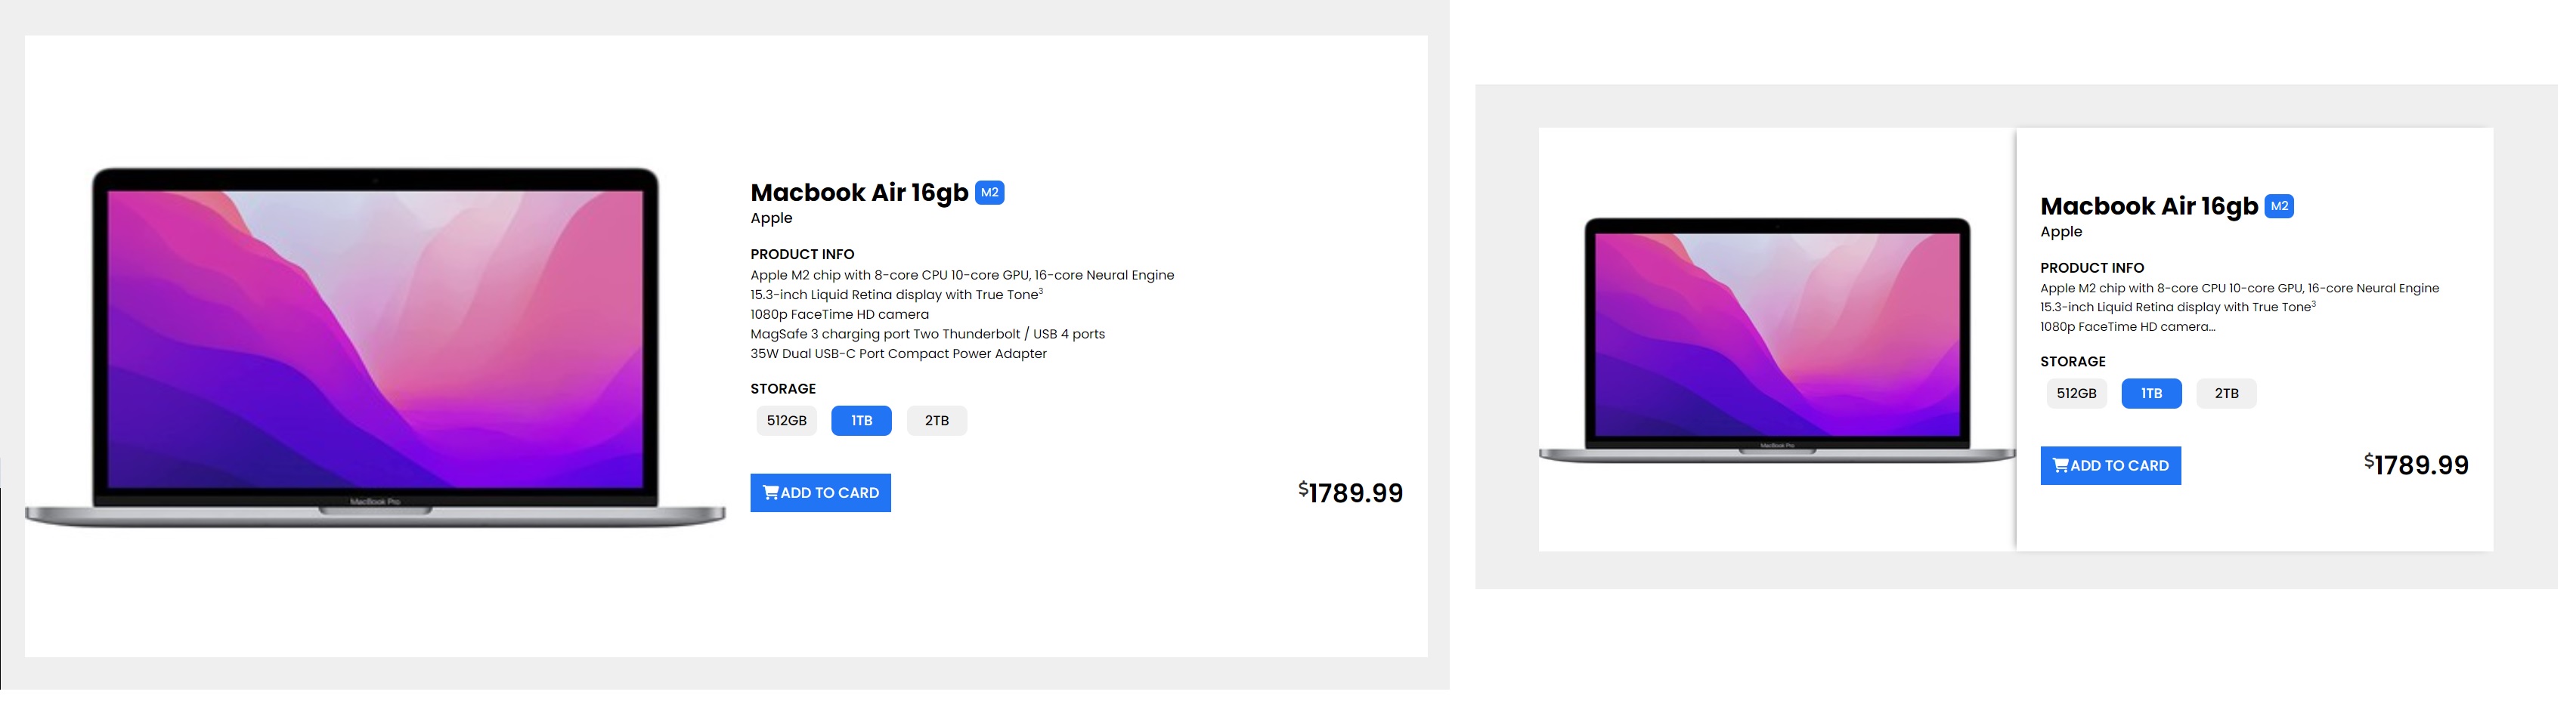 Macbook Air 16gb M2
Apple
PRODUCT INFO
Apple M2 chip with 8-core CPU 10-core GPU, 16-core Neural Engine
15.3-inch Liquid Retina display with True Tone³
1080p FaceTime HD camera
MagSafe 3 charging port Two Thunderbolt / USB 4 ports
35W Dual USB-C Port Compact Power Adapter
STORAGE
512GB 1TB 2TB
ADD TO CARD $1789.99
MacBook Pro
Macbook Air 16gb M2
Apple
PRODUCT INFO
Apple M2 chip with 8-core CPU 10-core GPU, 16-core Neural Engine
15.3-inch Liquid Retina display with True Tone³
1080p FaceTime HD camera...
STORAGE
512GB 1TB 2TB
ADD TO CARD $1789.99
MacBook Pro